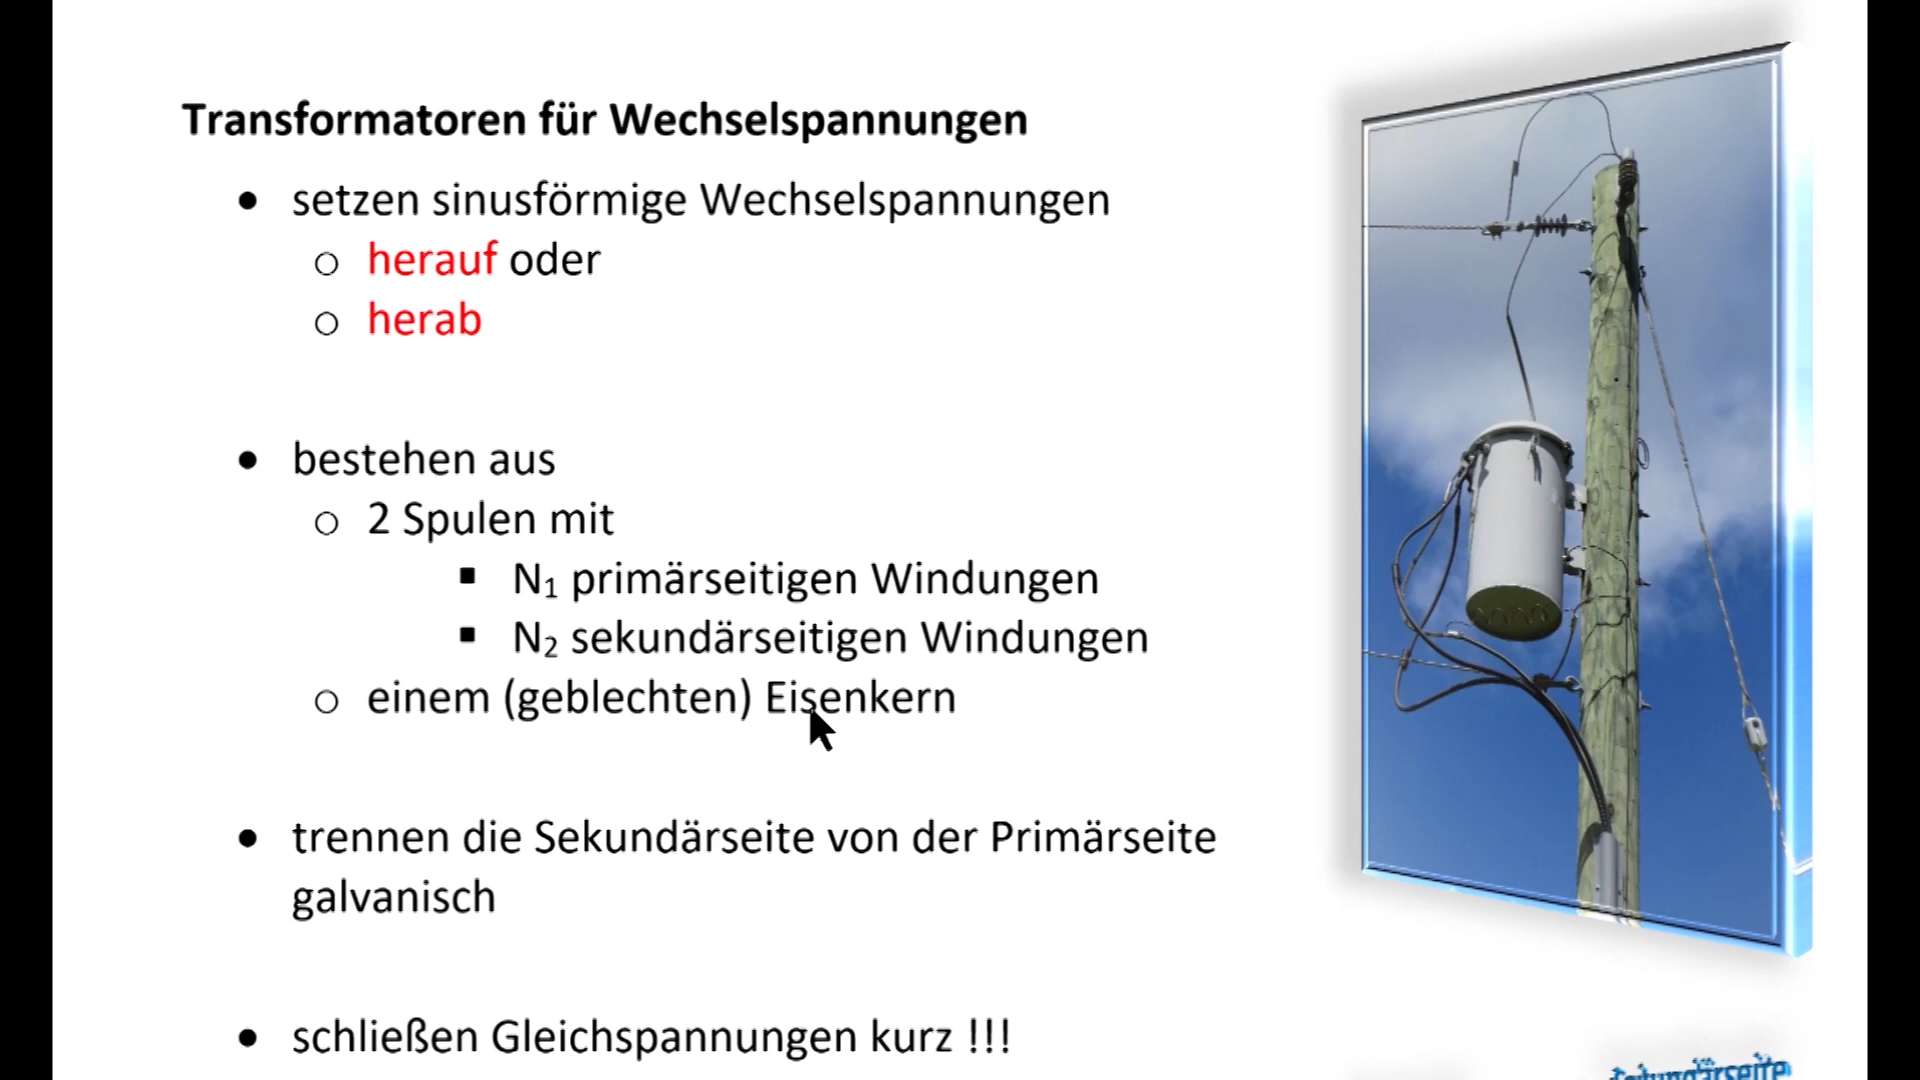 Transformatoren für Wechselspannungen
• setzen sinusförmige Wechselspannungen
○ herauf oder
○ herab
• bestehen aus
○ 2 Spulen mit
▪ N₁ primärseitigen Windungen
▪ N₂ sekundärseitigen Windungen
○ einem (geblechten) Eisenkern
• trennen die Sekundärseite von der Primärseite
galvanisch
• schließen Gleichspannungen kurz !!!